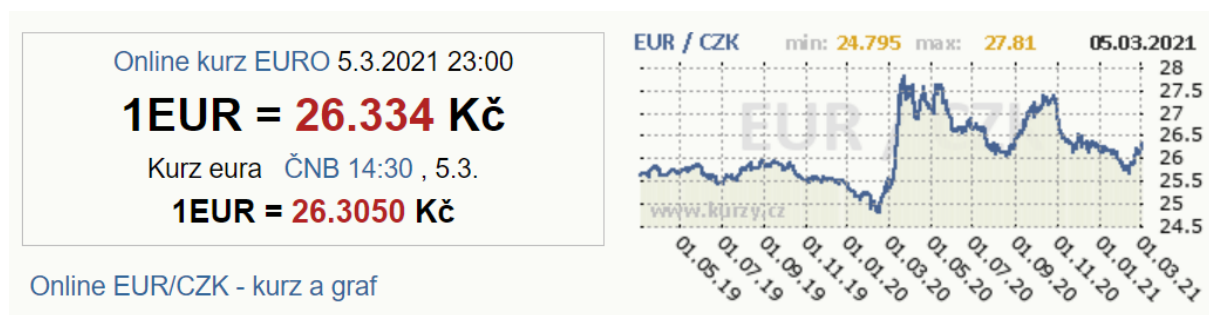 Online kurz EURO 5.3.2021 23:00
1EUR = 26.334 Kč
Kurz eura ČNB 14:30 , 5.3.
1EUR = 26.3050 Kč
Online EUR/CZK - kurz a graf
EUR / CZK min: 24.795 max: 27.81 05.03.2021
28
27.5
27
26.5
26
25.5
25
24.5
EUR / CZK
www.kurzy.cz
01.05.19
01.07.19
01.09.19
01.11.19
01.01.20
01.03.20
01.05.20
01.07.20
01.09.20
01.11.20
01.01.21
01.03.21